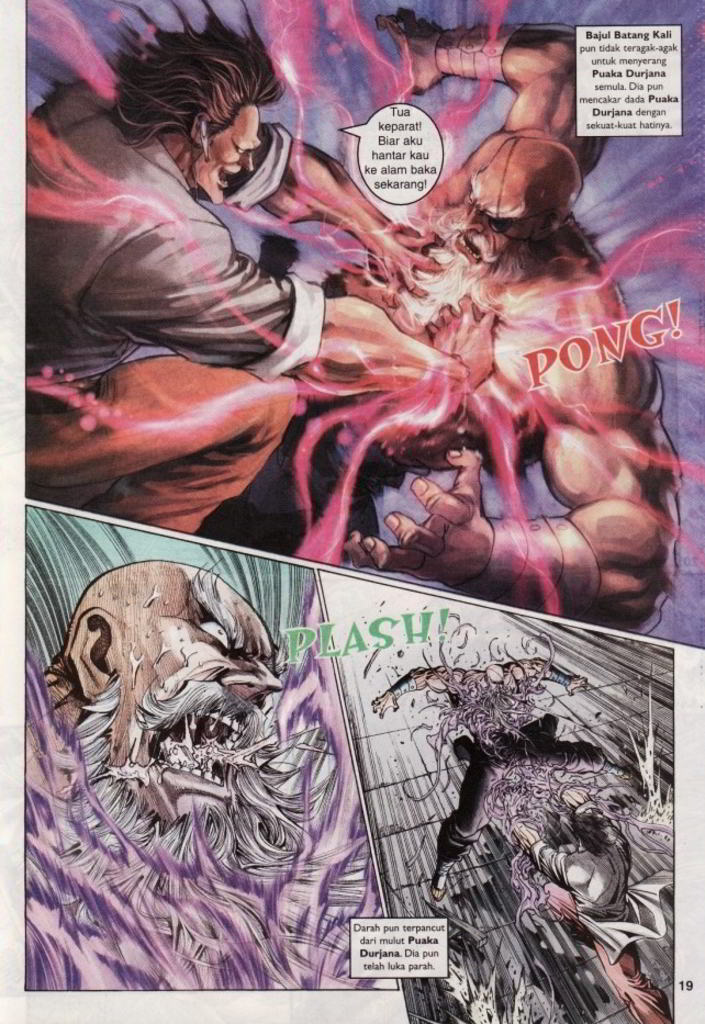 Bajul Batang Kali
pun tidak teragak-agak
untuk menyerang
Puaka Durjana
semula. Dia pun
mencakar dada Puaka
Durjana dengan
sekuat-kuat hatinya.
Tua
keparat!
Biar aku
hantar kau
ke alam baka
sekarang!
PONG!
PLASH!
Darah pun terpancut
dari mulut Puaka
Durjana. Dia pun
telah luka parah.
19